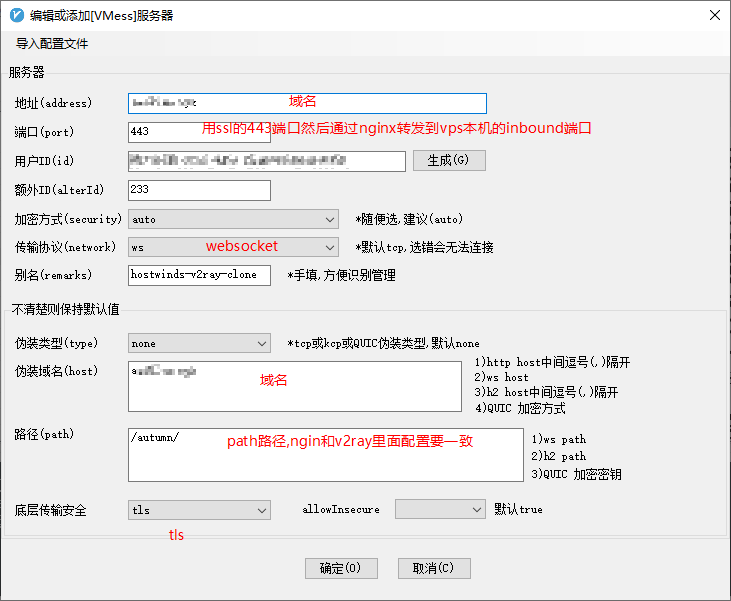 编辑或添加[VMess]服务器
导入配置文件
服务器
地址(address) 域名
端口(port) 443 用ssl的443端口然后通过nginx转发到vps本机的inbound端口
用户ID(id) 生成(G)
额外ID(alterId) 233
加密方式(security) auto *随便选,建议(auto)
传输协议(network) ws websocket *默认tcp,选错会无法连接
别名(remarks) hostwinds-v2ray-clone *手填,方便识别管理
不清楚则保持默认值
伪装类型(type) none *tcp或kcp或QUIC伪装类型,默认none
伪装域名(host) 域名
1)http host中间逗号(,)隔开
2)ws host
3)h2 host中间逗号(,)隔开
4)QUIC 加密方式
路径(path) /autumn/ path路径,ngin和v2ray里面配置要一致
1)ws path
2)h2 path
3)QUIC 加密密钥
底层传输安全 tls allowInsecure 默认true
tls
确定(O) 取消(C)